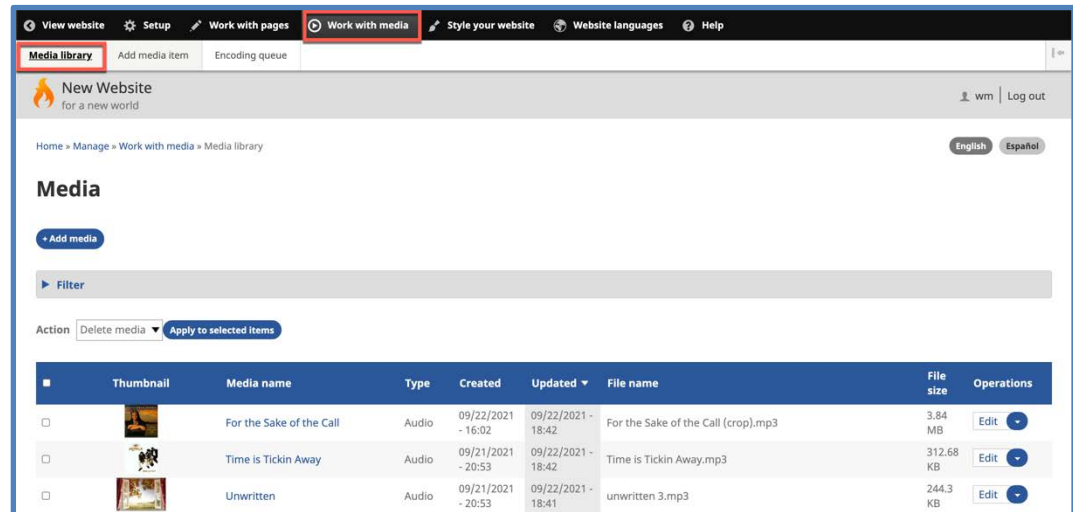 View website Setup Work with pages Work with media Style your website Website languages Help
Media library Add media item Encoding queue
New Website
for a new world
wm Log out
Home » Manage » Work with media » Media library
English Español
Media
+ Add media
Filter
Action Delete media Apply to selected items
Thumbnail Media name Type Created Updated File name File size Operations
For the Sake of the Call Audio 09/22/2021 - 16:02 09/22/2021 - 18:42 For the Sake of the Call (crop).mp3 3.84 MB Edit
Time is Tickin Away Audio 09/21/2021 - 20:53 09/22/2021 - 18:42 Time is Tickin Away.mp3 312.68 KB Edit
Unwritten Audio 09/21/2021 - 20:53 09/22/2021 - 18:41 unwritten 3.mp3 244.3 KB Edit